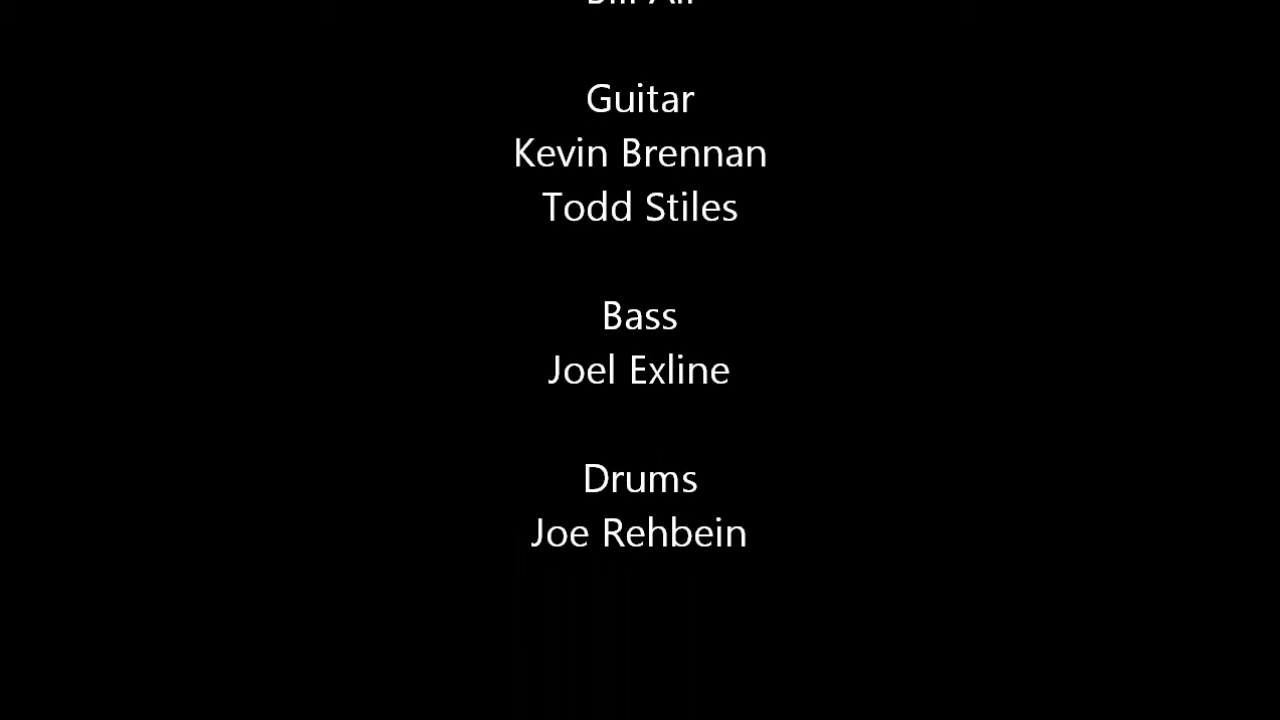 Guitar
Kevin Brennan
Todd Stiles
Bass
Joel Exline
Drums
Joe Rehbein